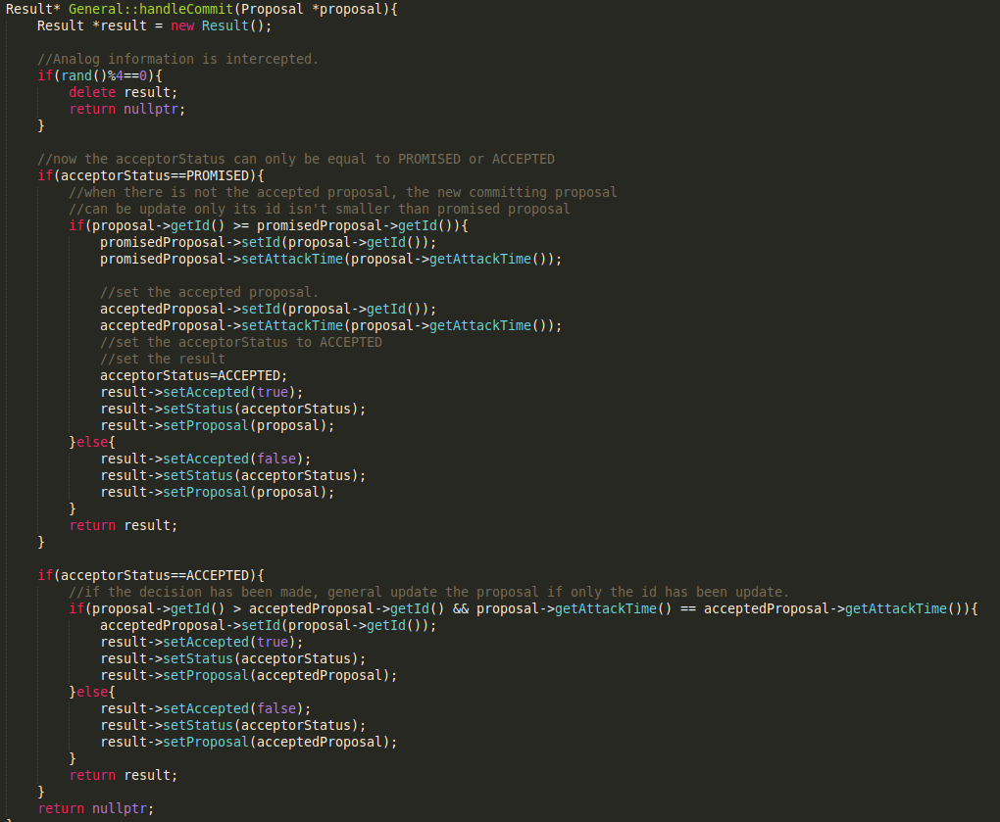 Result* General::handleCommit(Proposal *proposal){
    Result *result = new Result();

    //Analog information is intercepted.
    if(rand()%4==0){
        delete result;
        return nullptr;
    }

    //now the acceptorStatus can only be equal to PROMISED or ACCEPTED
    if(acceptorStatus==PROMISED){
        //when there is not the accepted proposal, the new committing proposal
        //can be update only its id isn't smaller than promised proposal
        if(proposal->getId() >= promisedProposal->getId()){
            promisedProposal->setId(proposal->getId());
            promisedProposal->setAttackTime(proposal->getAttackTime());

            //set the accepted proposal.
            acceptedProposal->setId(proposal->getId());
            acceptedProposal->setAttackTime(proposal->getAttackTime());
            //set the acceptorStatus to ACCEPTED
            //set the result
            acceptorStatus=ACCEPTED;
            result->setAccepted(true);
            result->setStatus(acceptorStatus);
            result->setProposal(proposal);
        }else{
            result->setAccepted(false);
            result->setStatus(acceptorStatus);
            result->setProposal(proposal);
        }
        return result;
    }

    if(acceptorStatus==ACCEPTED){
        //if the decision has been made, general update the proposal if only the id has been update.
        if(proposal->getId() > acceptedProposal->getId() && proposal->getAttackTime() == acceptedProposal->getAttackTime()){
            acceptedProposal->setId(proposal->getId());
            result->setAccepted(true);
            result->setStatus(acceptorStatus);
            result->setProposal(acceptedProposal);
        }else{
            result->setAccepted(false);
            result->setStatus(acceptorStatus);
            result->setProposal(acceptedProposal);
        }
        return result;
    }
    return nullptr;